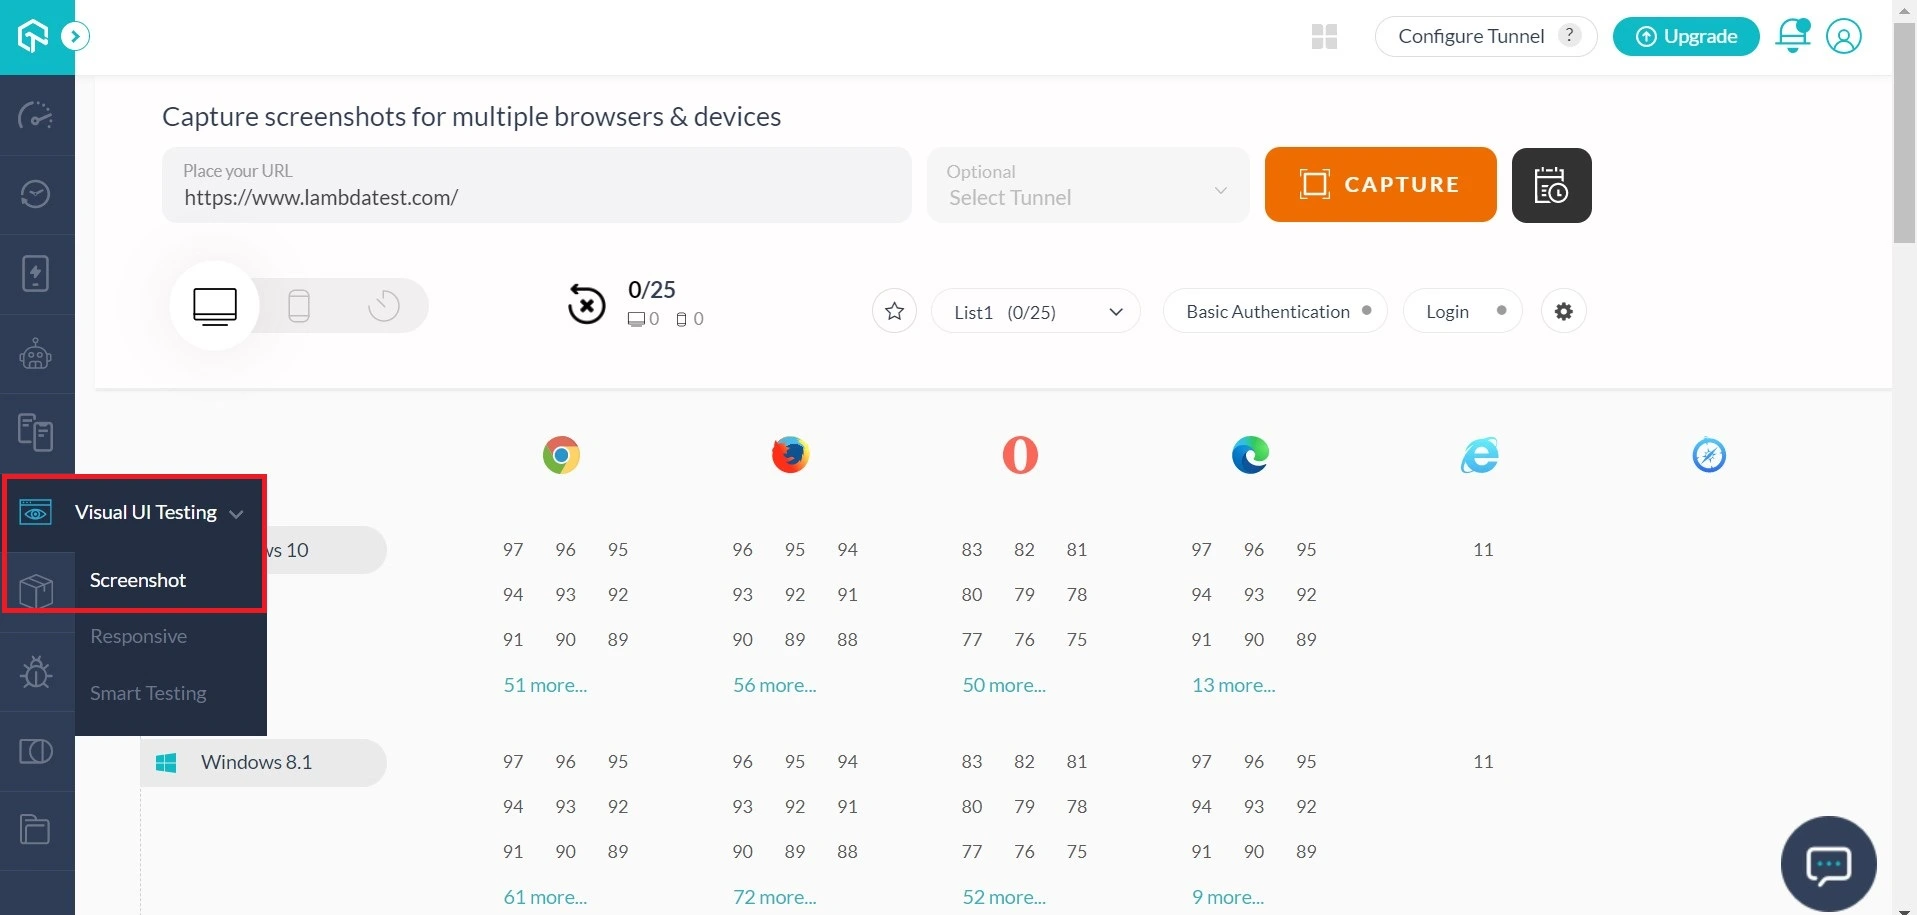 Configure Tunnel ?
Upgrade
Capture screenshots for multiple browsers & devices
Place your URL
https://www.lambdatest.com/
Optional
Select Tunnel
CAPTURE
0/25
0 0
List1 (0/25)
Basic Authentication
Login
Visual UI Testing
Screenshot
Responsive
Smart Testing
ws 10
97 96 95 96 95 94 83 82 81 97 96 95 11
94 93 92 93 92 91 80 79 78 94 93 92
91 90 89 90 89 88 77 76 75 91 90 89
51 more... 56 more... 50 more... 13 more...
Windows 8.1
97 96 95 96 95 94 83 82 81 97 96 95 11
94 93 92 93 92 91 80 79 78 94 93 92
91 90 89 90 89 88 77 76 75 91 90 89
61 more... 72 more... 52 more... 9 more...